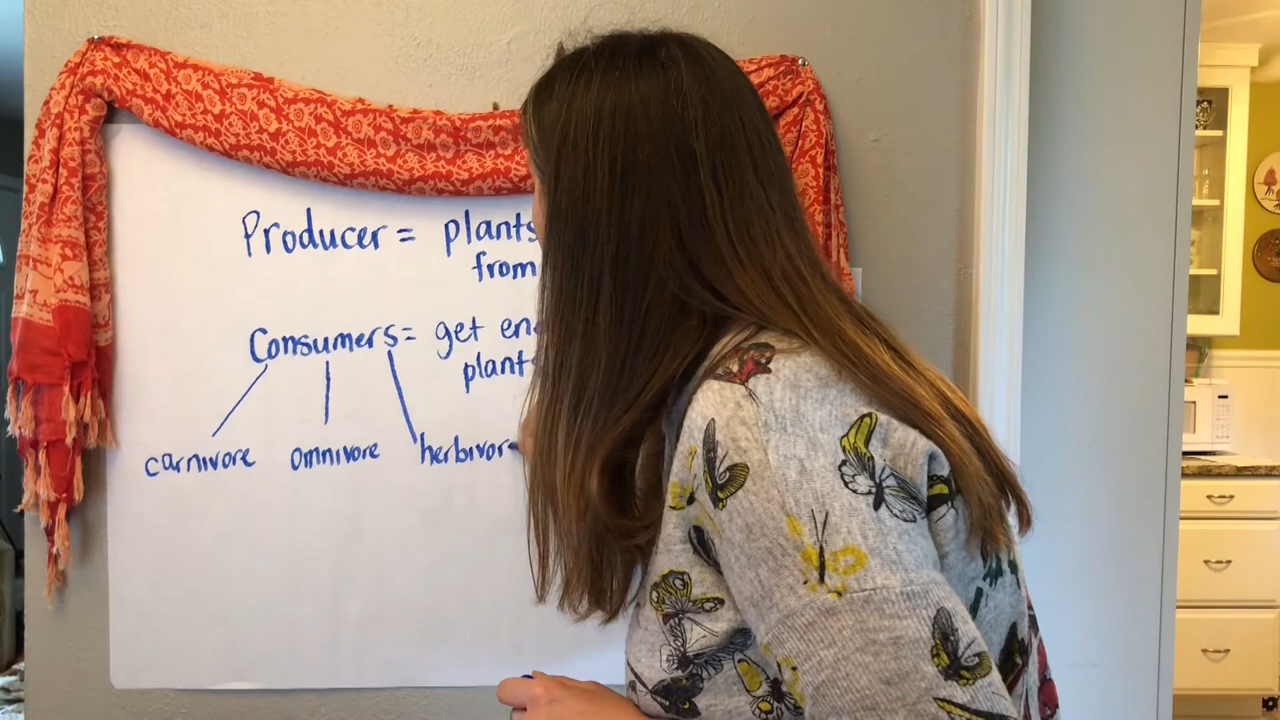 Producer = plants
from
Consumers = get en
plant
carnivore omnivore herbivor